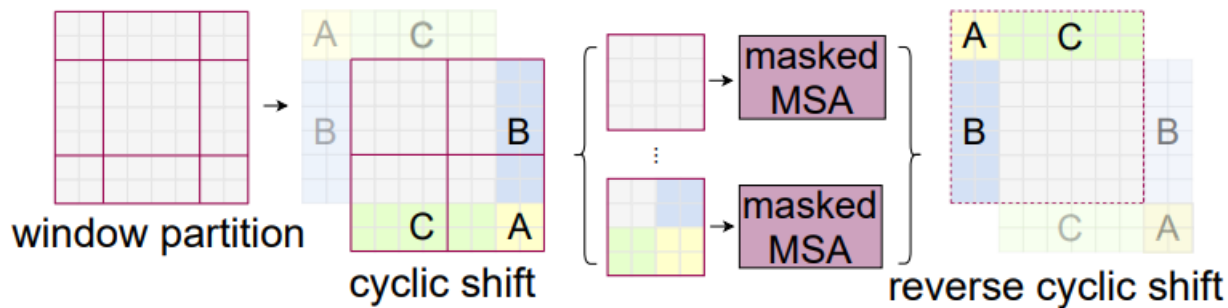 A C
B
B
C A
window partition
cyclic shift
masked
MSA
⋮
masked
MSA
A C
B
B
C A
reverse cyclic shift